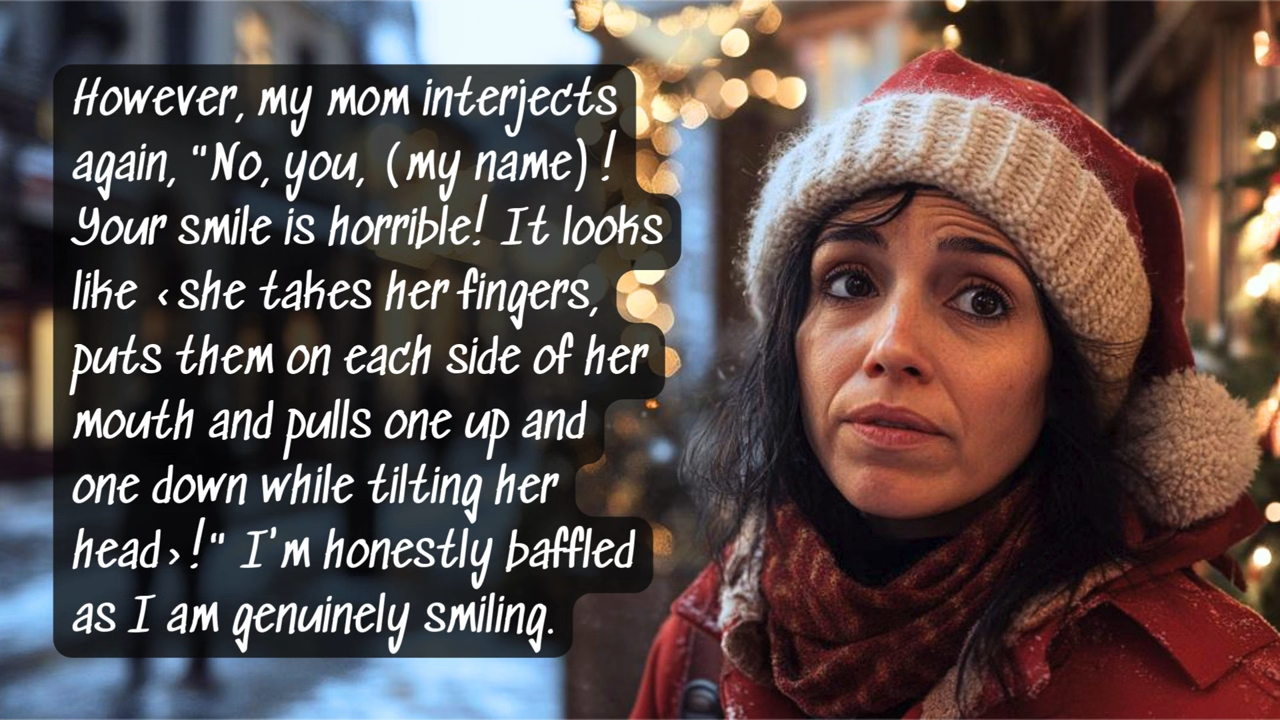 However, my mom interjects
again, "No, you, (my name)!
Your smile is horrible! It looks
like <she takes her fingers,
puts them on each side of her
mouth and pulls one up and
one down while tilting her
head>!" I'm honestly baffled
as I am genuinely smiling.